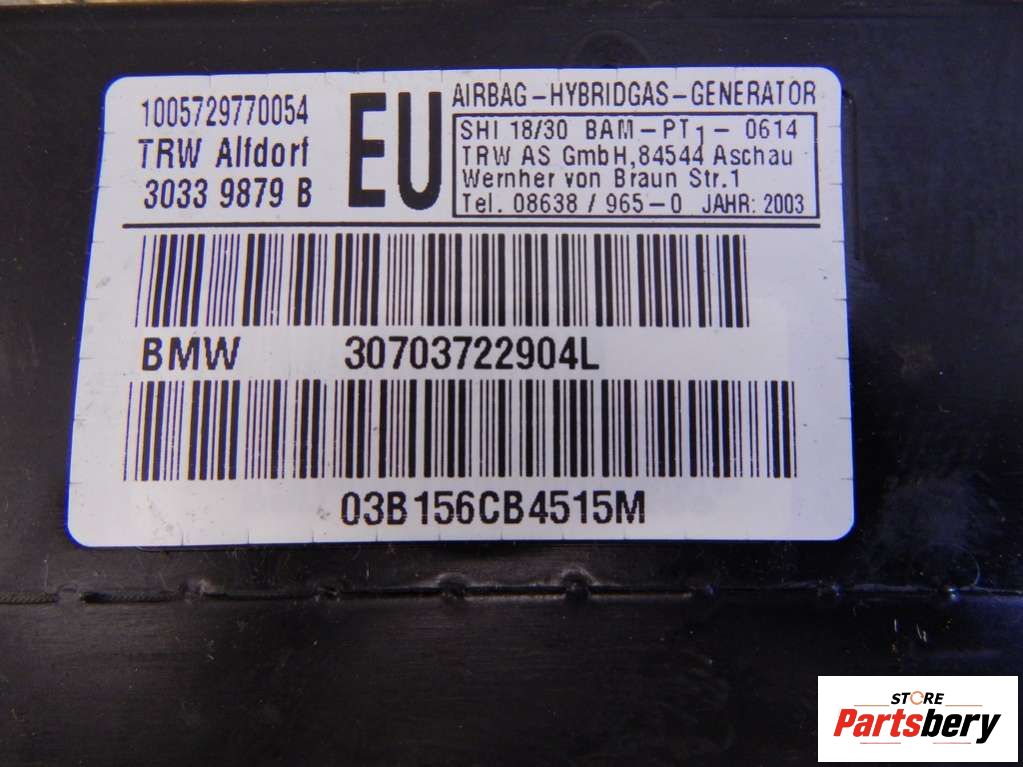 1005729770054
TRW Alfdorf
3033 9879 B
EU
AIRBAG-HYBRIDGAS-GENERATOR
SHI 18/30 BAM-PT1- 0614
TRW AS GmbH,84544 Aschau
Wernher von Braun Str.1
Tel. 08638 / 965-0 JAHR: 2003
BMW 30703722904L
03B156CB4515M
STORE
Partsbery